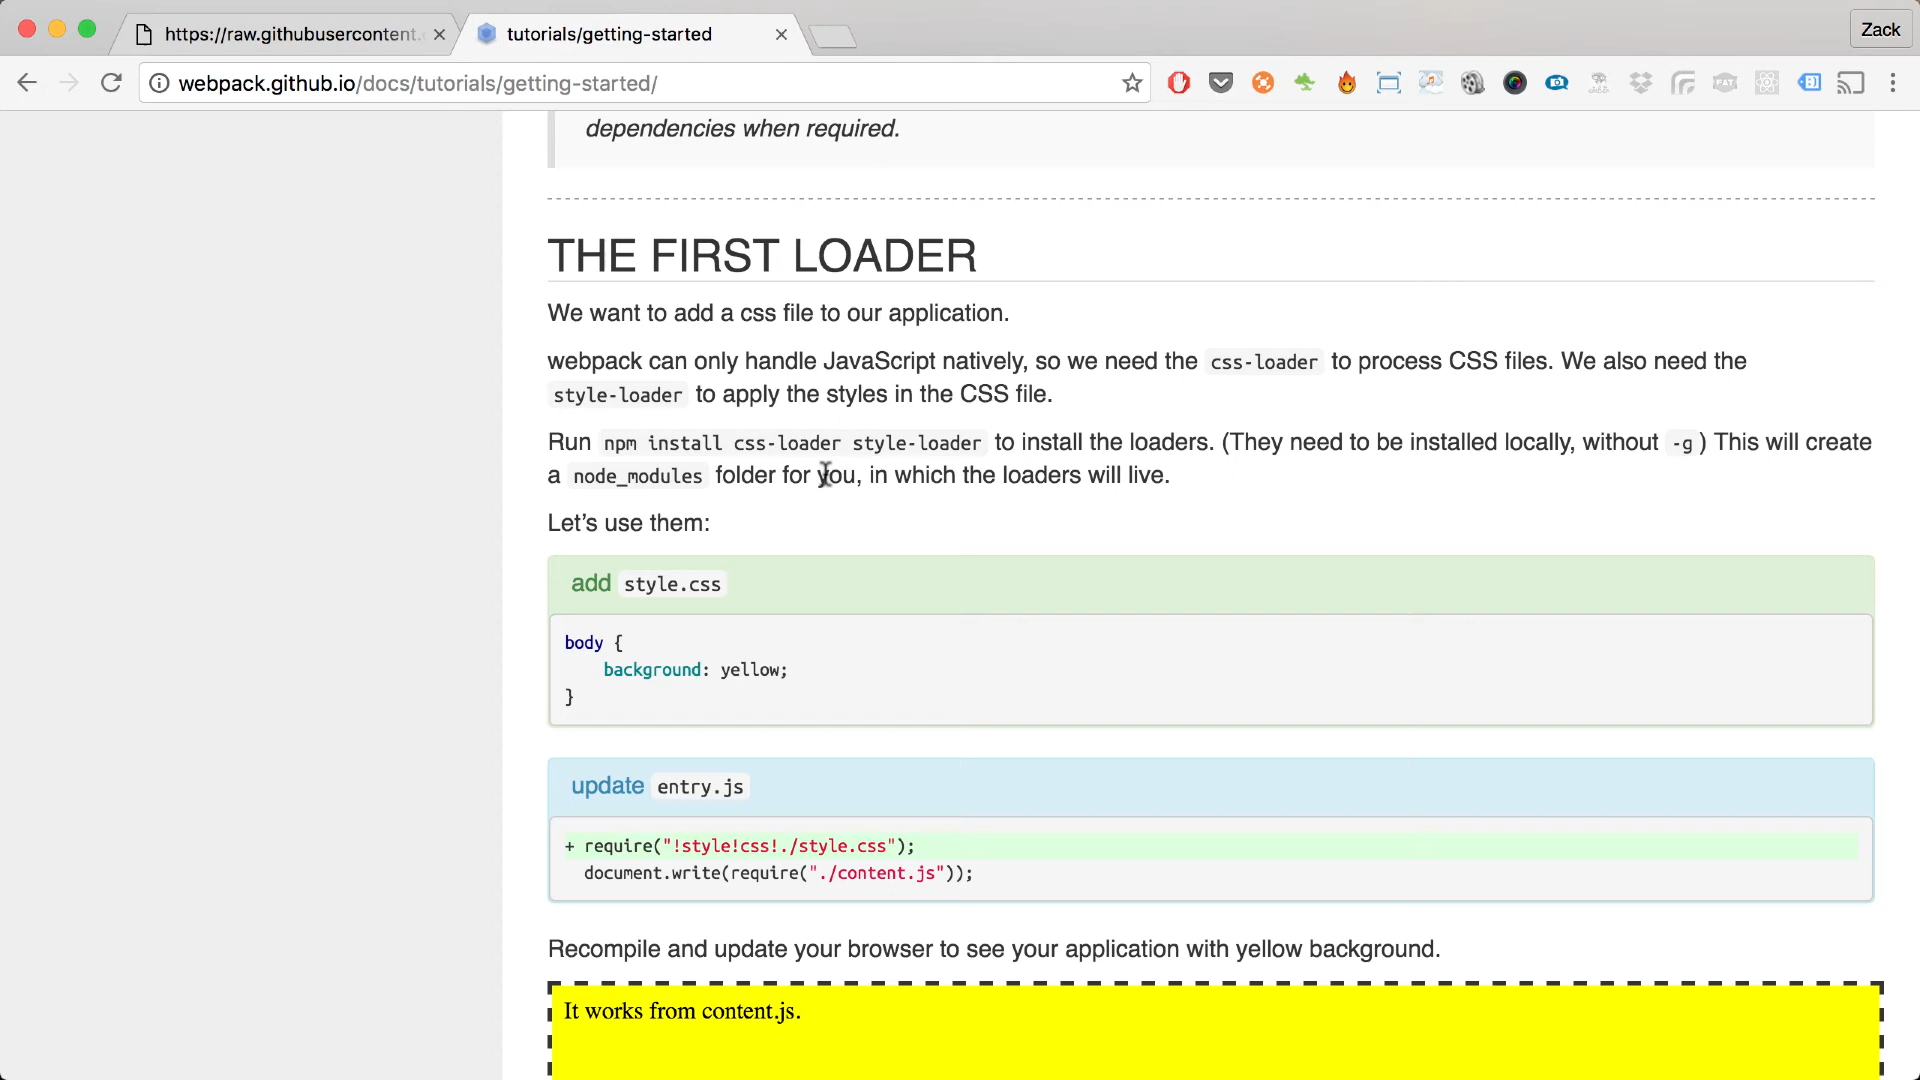 https://raw.githubusercontent.
tutorials/getting-started
Zack
webpack.github.io/docs/tutorials/getting-started/
dependencies when required.
THE FIRST LOADER
We want to add a css file to our application.
webpack can only handle JavaScript natively, so we need the css-loader to process CSS files. We also need the
style-loader to apply the styles in the CSS file.
Run npm install css-loader style-loader to install the loaders. (They need to be installed locally, without -g ) This will create
a node_modules folder for you, in which the loaders will live.
Let’s use them:
add style.css
body {
background: yellow;
}
update entry.js
+ require("!style!css!./style.css");
document.write(require("./content.js"));
Recompile and update your browser to see your application with yellow background.
It works from content.js.